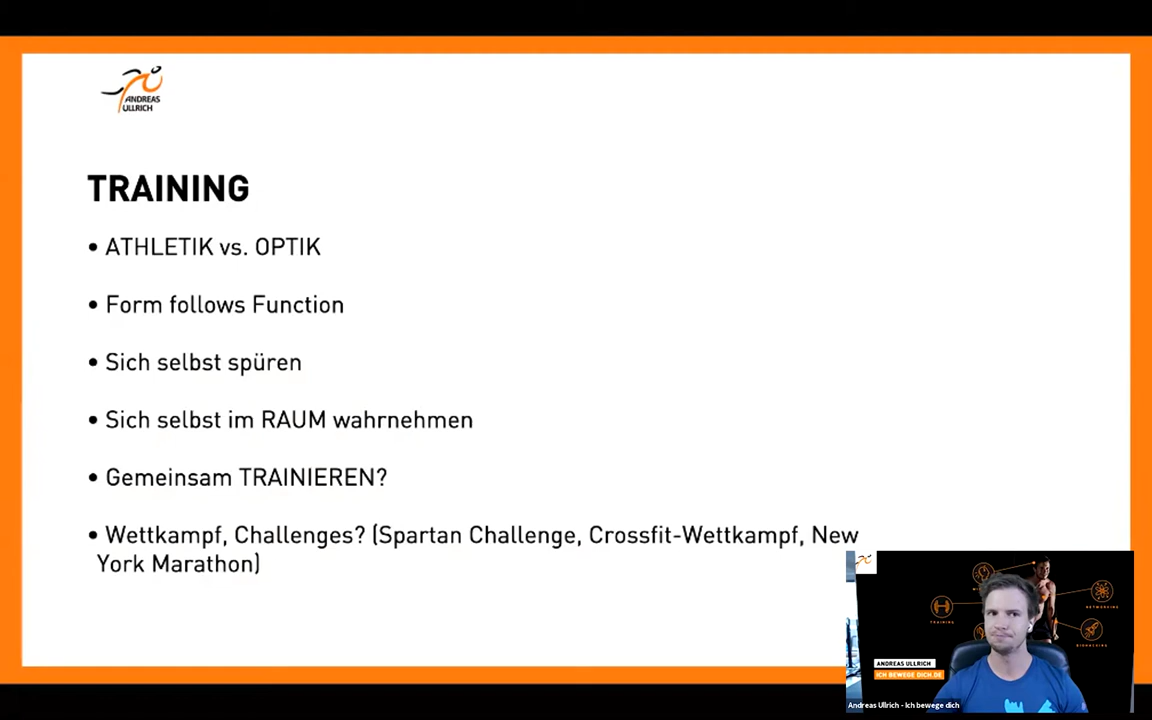 ANDREAS
ULLRICH
TRAINING
• ATHLETIK vs. OPTIK
• Form follows Function
• Sich selbst spüren
• Sich selbst im RAUM wahrnehmen
• Gemeinsam TRAINIEREN?
• Wettkampf, Challenges? (Spartan Challenge, Crossfit-Wettkampf, New
York Marathon)
NETWORKING
TRAINING
BIOHACKING
ANDREAS ULLRICH
ICH BEWEGE DICH.DE
Andreas Ullrich - Ich bewege dich